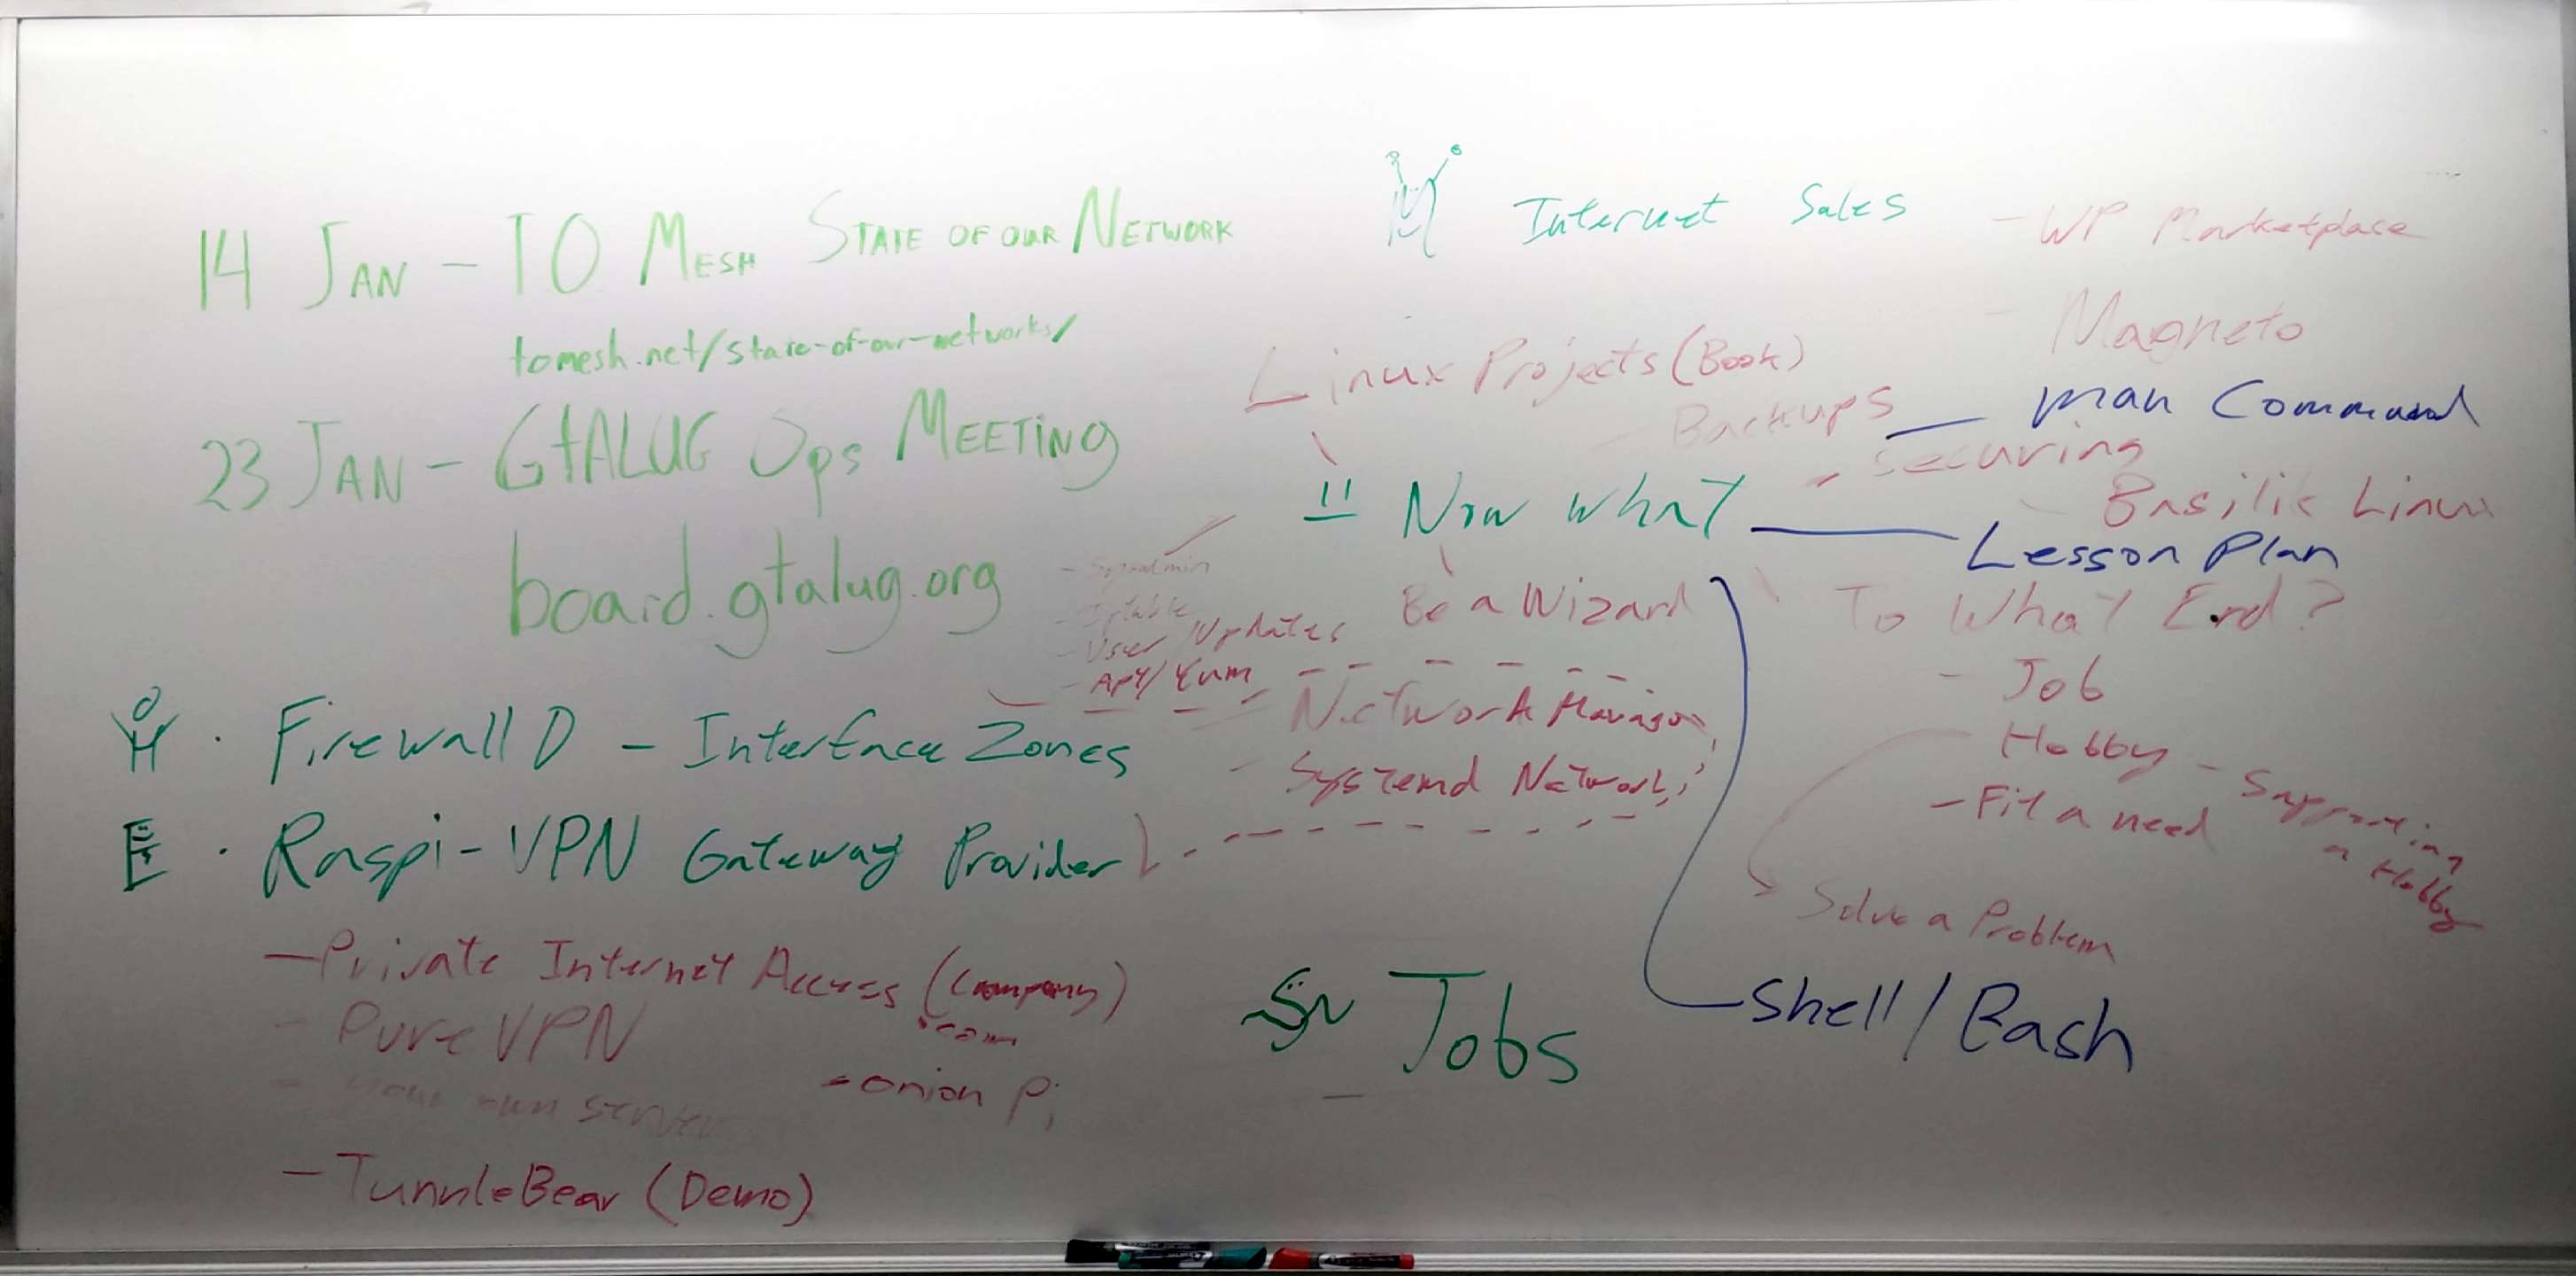 14 JAN - TO MESH STATE OF OUR NETWORK
tomesh.net/state-of-our-networks/
23 JAN - GTALUG Ops MEETING
board.gtalug.org
· FirewallD - Interface Zones
· Raspi-VPN Gateway Provider
- Private Internet Access (Company)
.com
- PureVPN
- your own server
- onion Pi
- TunnleBear (Demo)
Internet Sales
- WP Marketplace
- Magneto
Linux Projects (Book)
- Backups
- man Command
- Securing
- Basilik Linux
Now What
Lesson Plan
- Sysadmin
- User/Updates
- APT/Yum
Be a Wizard
To What End?
- Job
- Hobby - Supporting a Hobby
- Fit a need
Solve a Problem
- Network Manager
- Systemd Network
Jobs
Shell/Bash